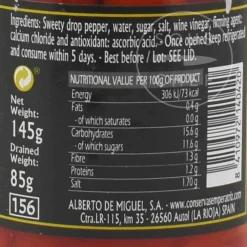 Ingredients: Sweety drop pepper, water, sugar, salt, wine vinegar, firming agent:
calcium chloride and antioxidant: ascorbic acid. Once opened keep refrigerated
and consume within 5 days. - Best before / Lot: SEE LID.
NUTRITIONAL VALUE PER 100g OF PRODUCT
Energy 306 kJ/73 kcal
Fats 0.4g
- of which saturates 0.0g
Carbohydrates 15.6g
- of which sugars 11.6g
Fibre 1.3g
Proteins 1.2g
Salt 1.70g
Net
Weight:
145g
Drained
Weight:
85g
156
ALBERTO DE MIGUEL, S.A. - www.conservasemperatriz.com
Ctra.LR-115, km 35 - 26560 Autol (LA RIOJA) SPAIN